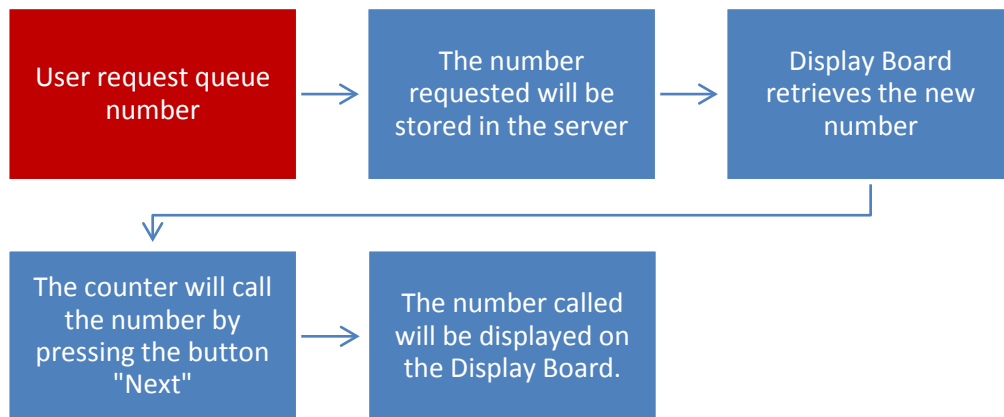 User request queue
number
The
number
requested will be
stored in the server
Display Board
retrieves the new
number
The counter will call
the number by
pressing the button
"Next"
The number called
will be displayed on
the Display Board.